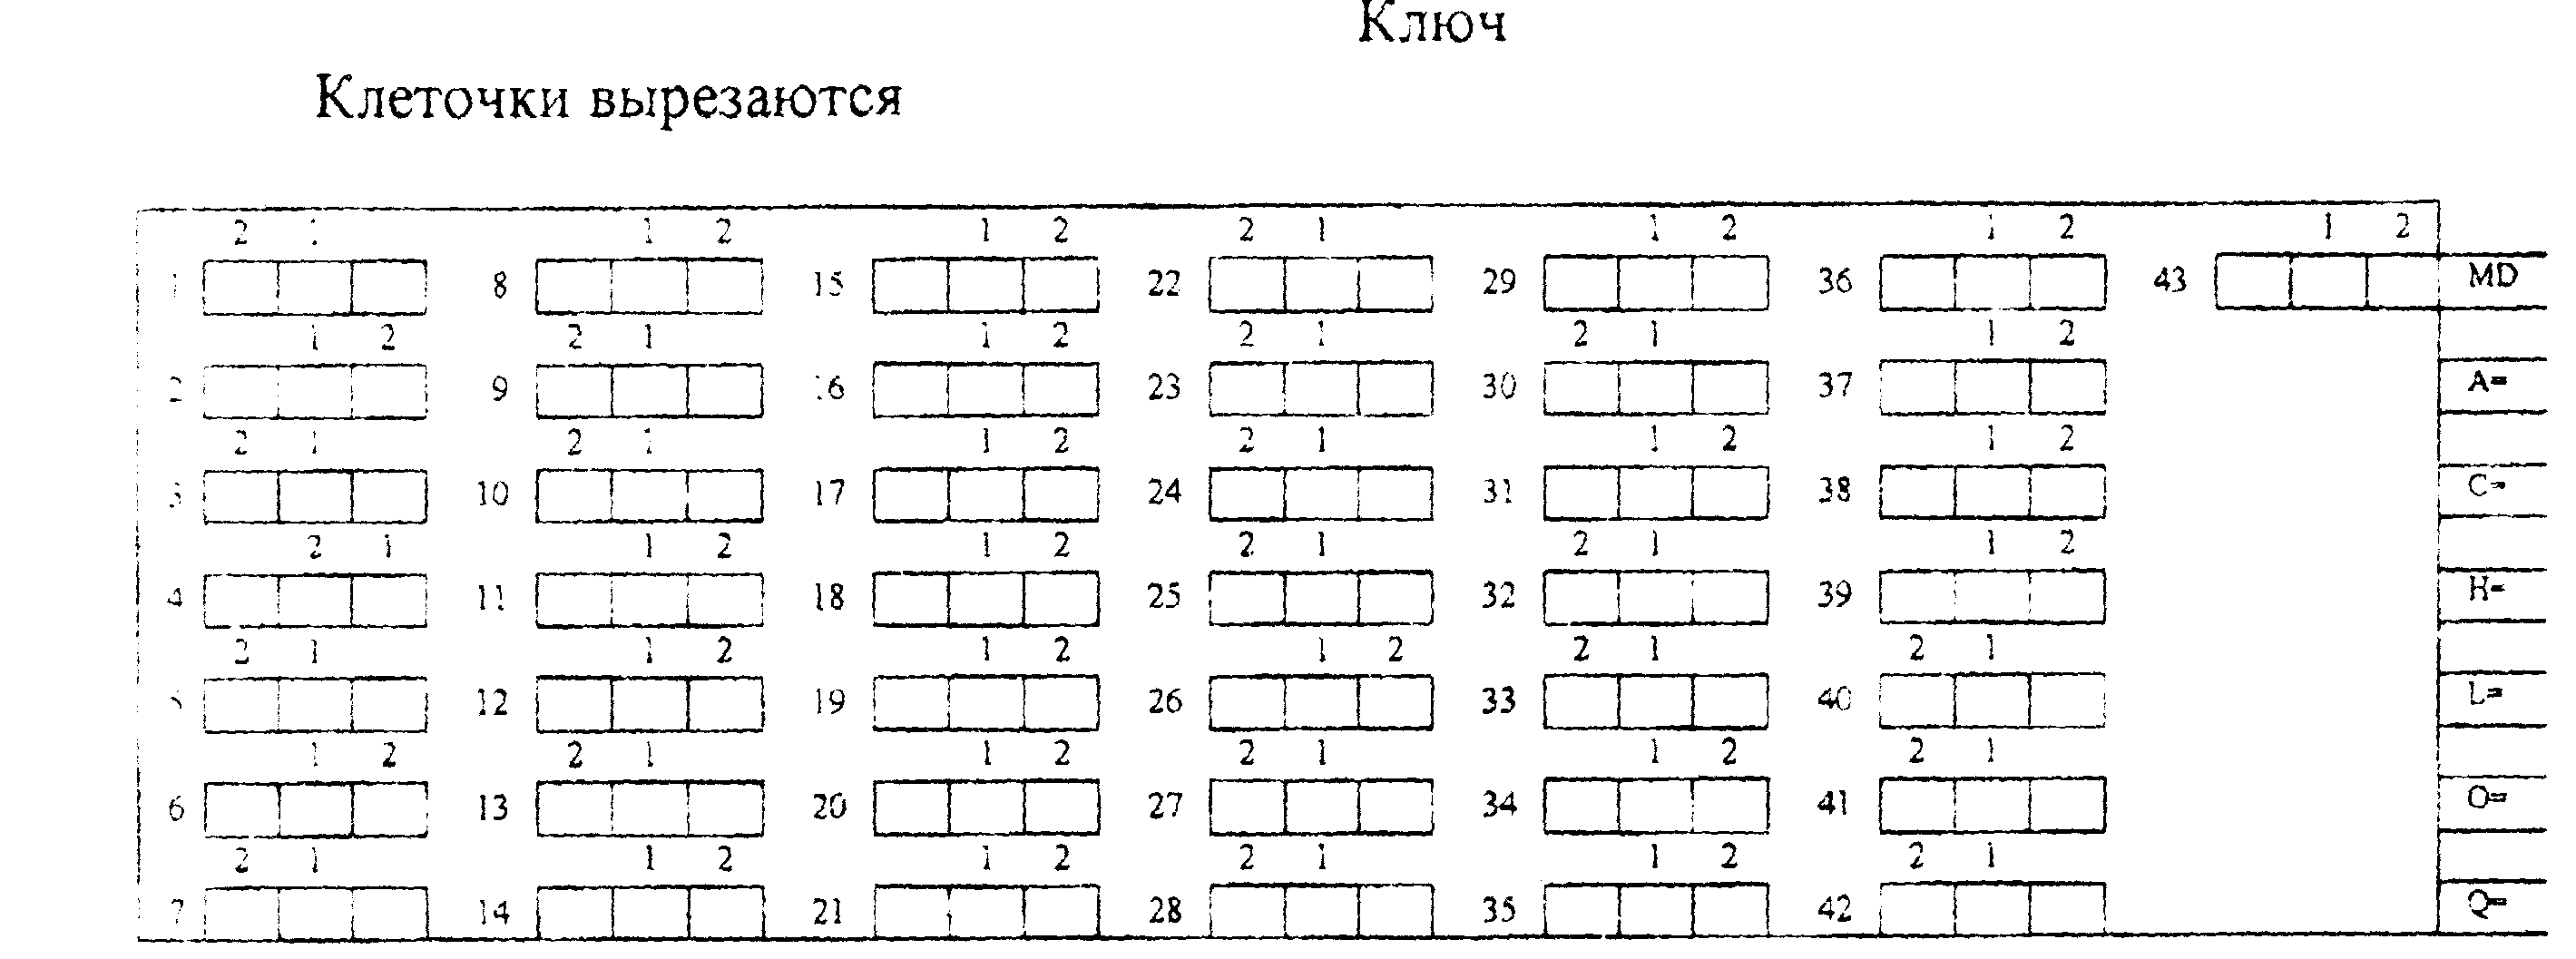 Ключ
Клеточки вырезаются
2 1 1 2 1 2 2 1 1 2 1 2 1 2
1 8 15 22 29 36 43 MD
1 2 2 1 1 2 2 1 2 1 1 2
2 9 16 23 30 37 A=
2 1 2 1 1 2 2 1 1 2 1 2
3 10 17 24 31 38 C=
2 1 1 2 1 2 2 1 2 1 1 2
4 11 18 25 32 39 H=
2 1 1 2 1 2 1 2 2 1 2 1
5 12 19 26 33 40 L=
1 2 2 1 1 2 2 1 1 2 2 1
6 13 20 27 34 41 O=
2 1 1 2 1 2 2 1 1 2 2 1
7 14 21 28 35 42 Q=